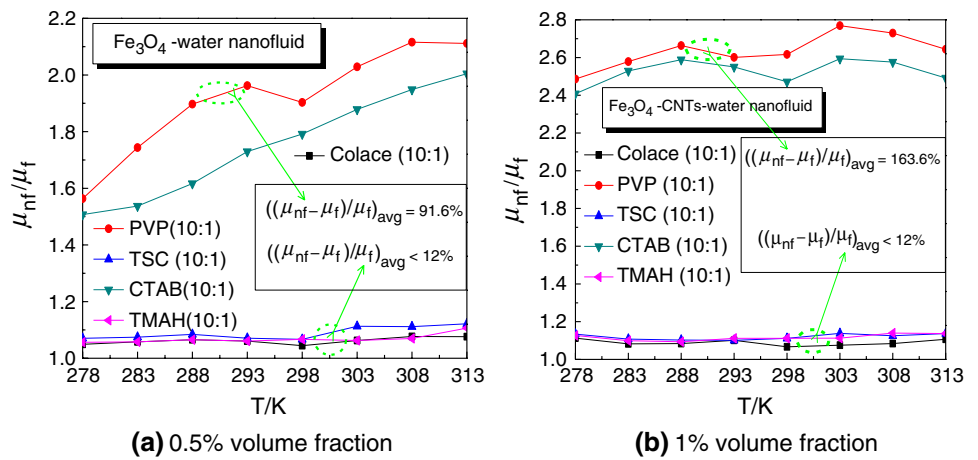 Fe₃O₄ -water nanofluid
2.2
2.0
1.8
1.6
1.4
1.2
1.0
μnf/μf
Colace (10:1)
((μnf−μf)/μf)avg = 91.6%
((μnf−μf)/μf)avg < 12%
PVP(10:1)
TSC (10:1)
CTAB(10:1)
TMAH(10:1)
278 283 288 293 298 303 308 313
T/K
(a) 0.5% volume fraction
2.8
2.6
2.4
2.2
2.0
1.8
1.6
1.4
1.2
1.0
μnf/μf
Fe₃O₄ -CNTs-water nanofluid
Colace (10:1)
PVP (10:1)
TSC (10:1)
CTAB (10:1)
TMAH (10:1)
((μnf−μf)/μf)avg = 163.6%
((μnf−μf)/μf)avg < 12%
278 283 288 293 298 303 308 313
T/K
(b) 1% volume fraction